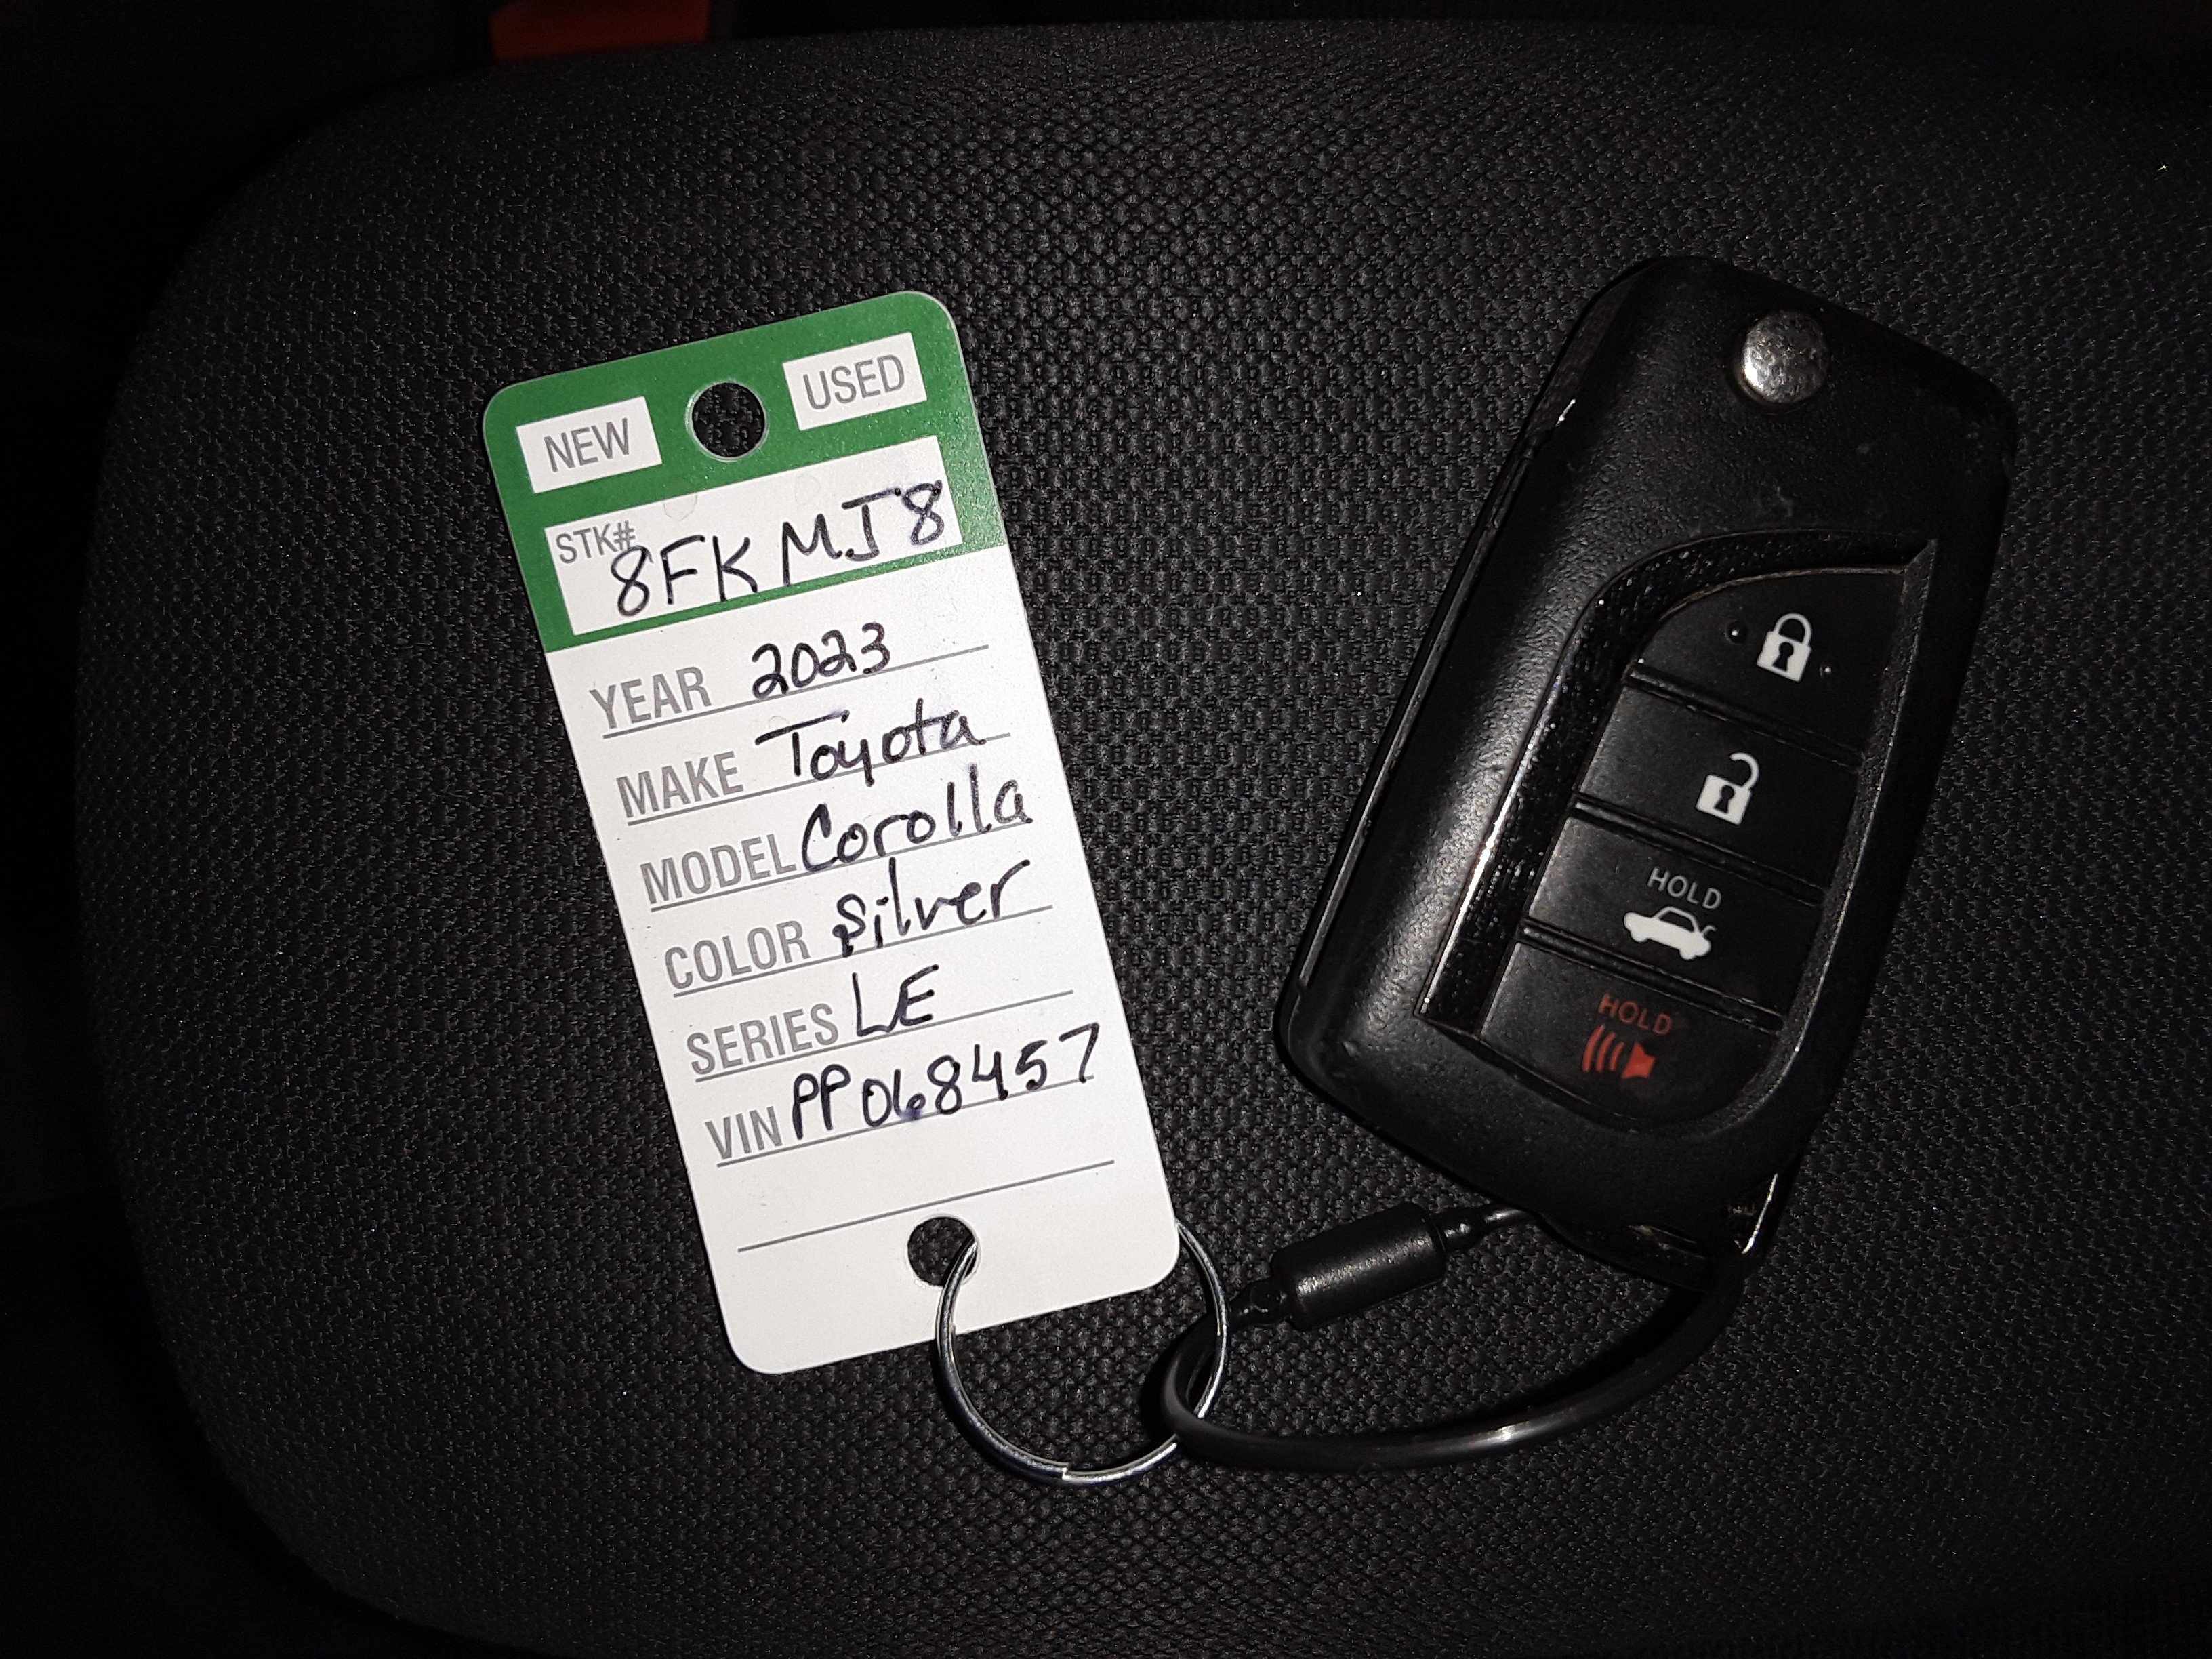 NEW USED
STK# 8FKMJ8
YEAR 2023
MAKE Toyota
MODEL Corolla
COLOR silver
SERIES LE
VIN PP068457
HOLD
HOLD